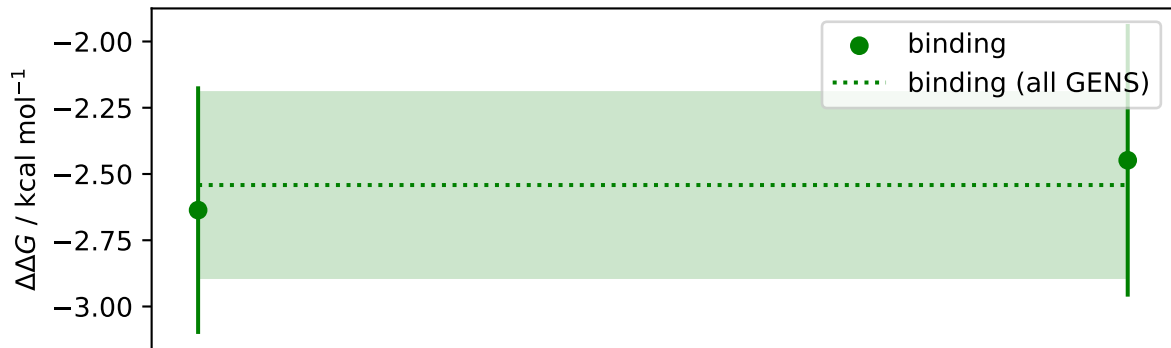 −2.00
−2.25
−2.50
−2.75
−3.00
ΔΔG / kcal mol⁻¹
binding
binding (all GENS)